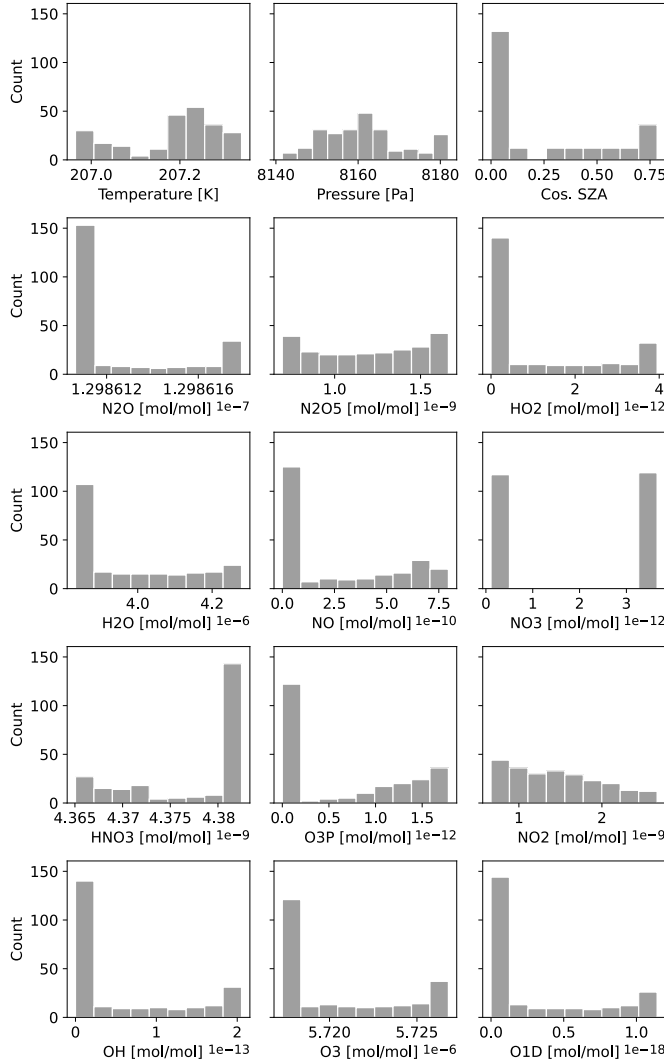 150
100
50
0
Count
207.0 207.2
Temperature [K]
8140 8160 8180
Pressure [Pa]
0.00 0.25 0.50 0.75
Cos. SZA
150
100
50
0
Count
1.298612 1.298616
N2O [mol/mol] 1e-7
1.0 1.5
N2O5 [mol/mol] 1e-9
0 2 4
HO2 [mol/mol] 1e-12
150
100
50
0
Count
4.0 4.2
H2O [mol/mol] 1e-6
0.0 2.5 5.0 7.5
NO [mol/mol] 1e-10
0 1 2 3
NO3 [mol/mol] 1e-12
150
100
50
0
Count
4.365 4.37 4.375 4.38
HNO3 [mol/mol] 1e-9
0.0 0.5 1.0 1.5
O3P [mol/mol] 1e-12
1 2
NO2 [mol/mol] 1e-9
150
100
50
0
Count
0 1 2
OH [mol/mol] 1e-13
5.720 5.725
O3 [mol/mol] 1e-6
0.0 0.5 1.0
O1D [mol/mol] 1e-18